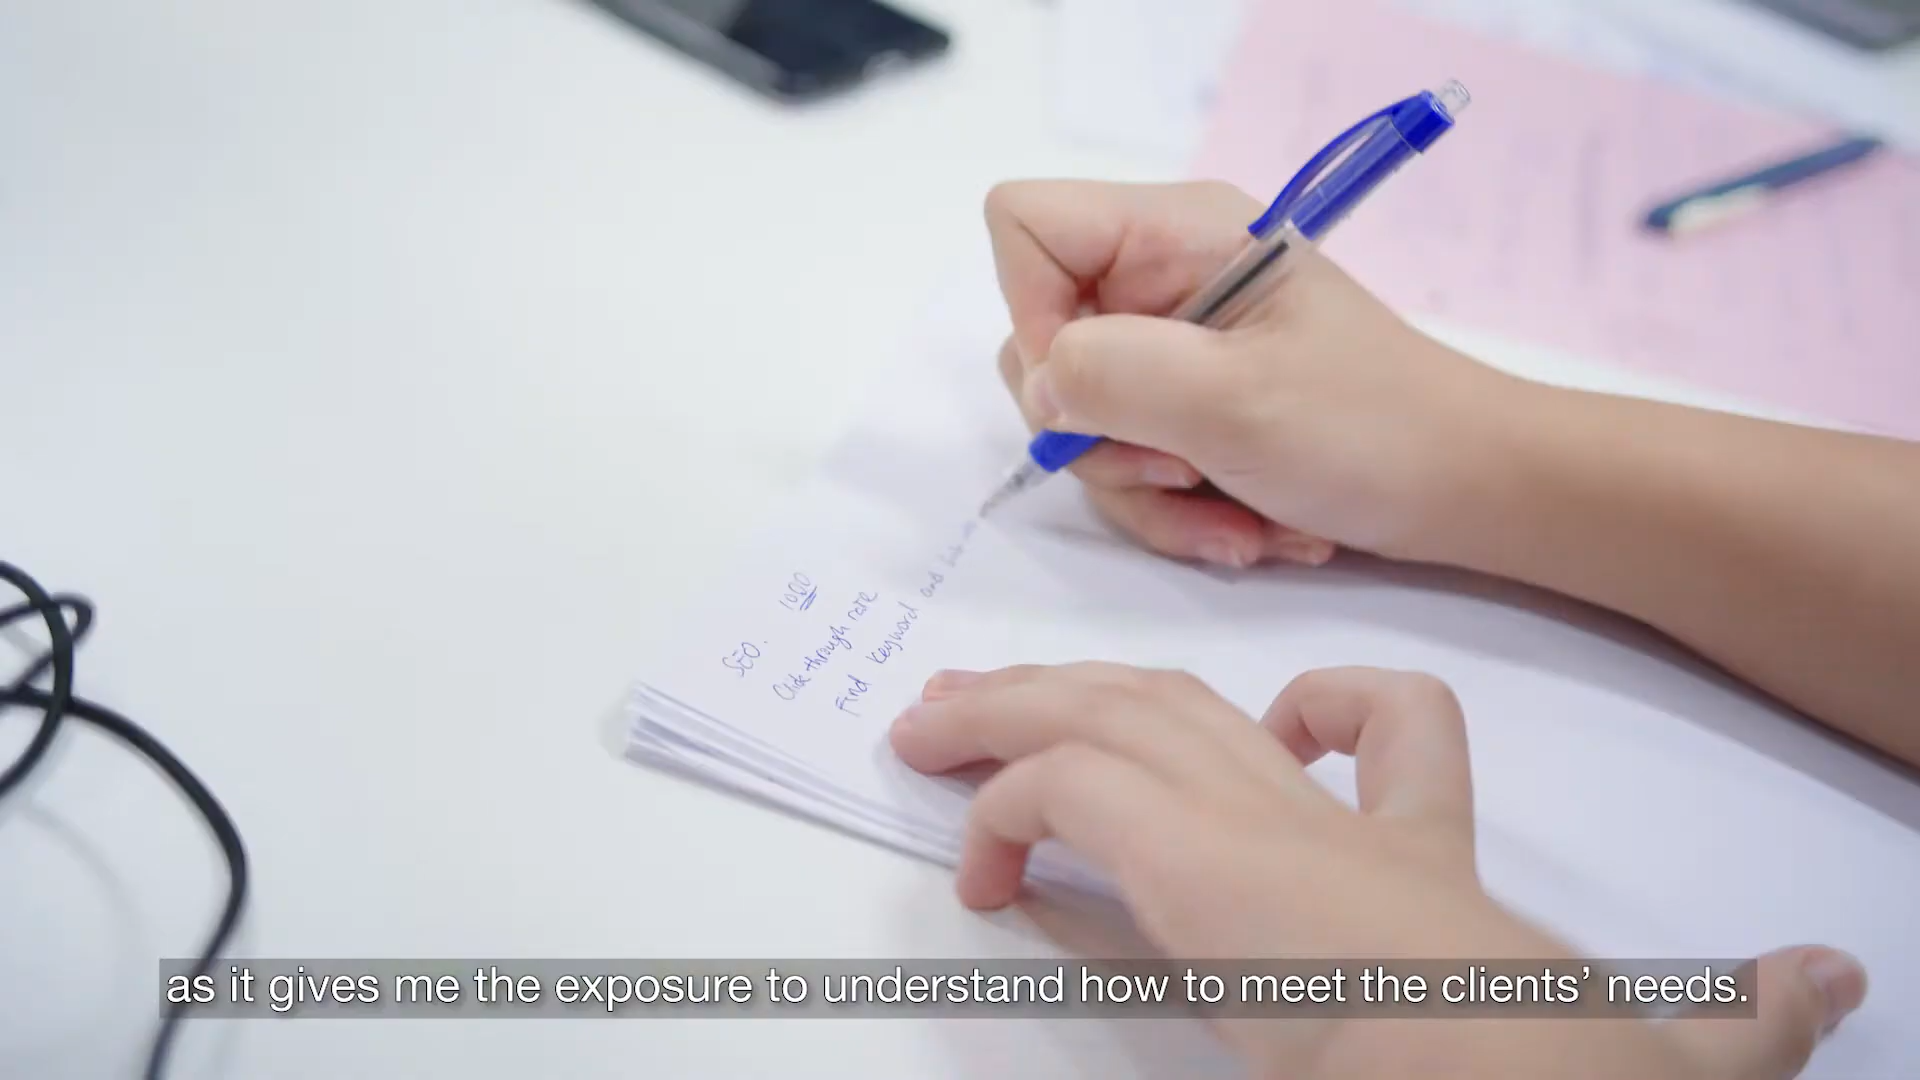 SEO. 1000
Click through rate
Find keyword and
as it gives me the exposure to understand how to meet the clients’ needs.